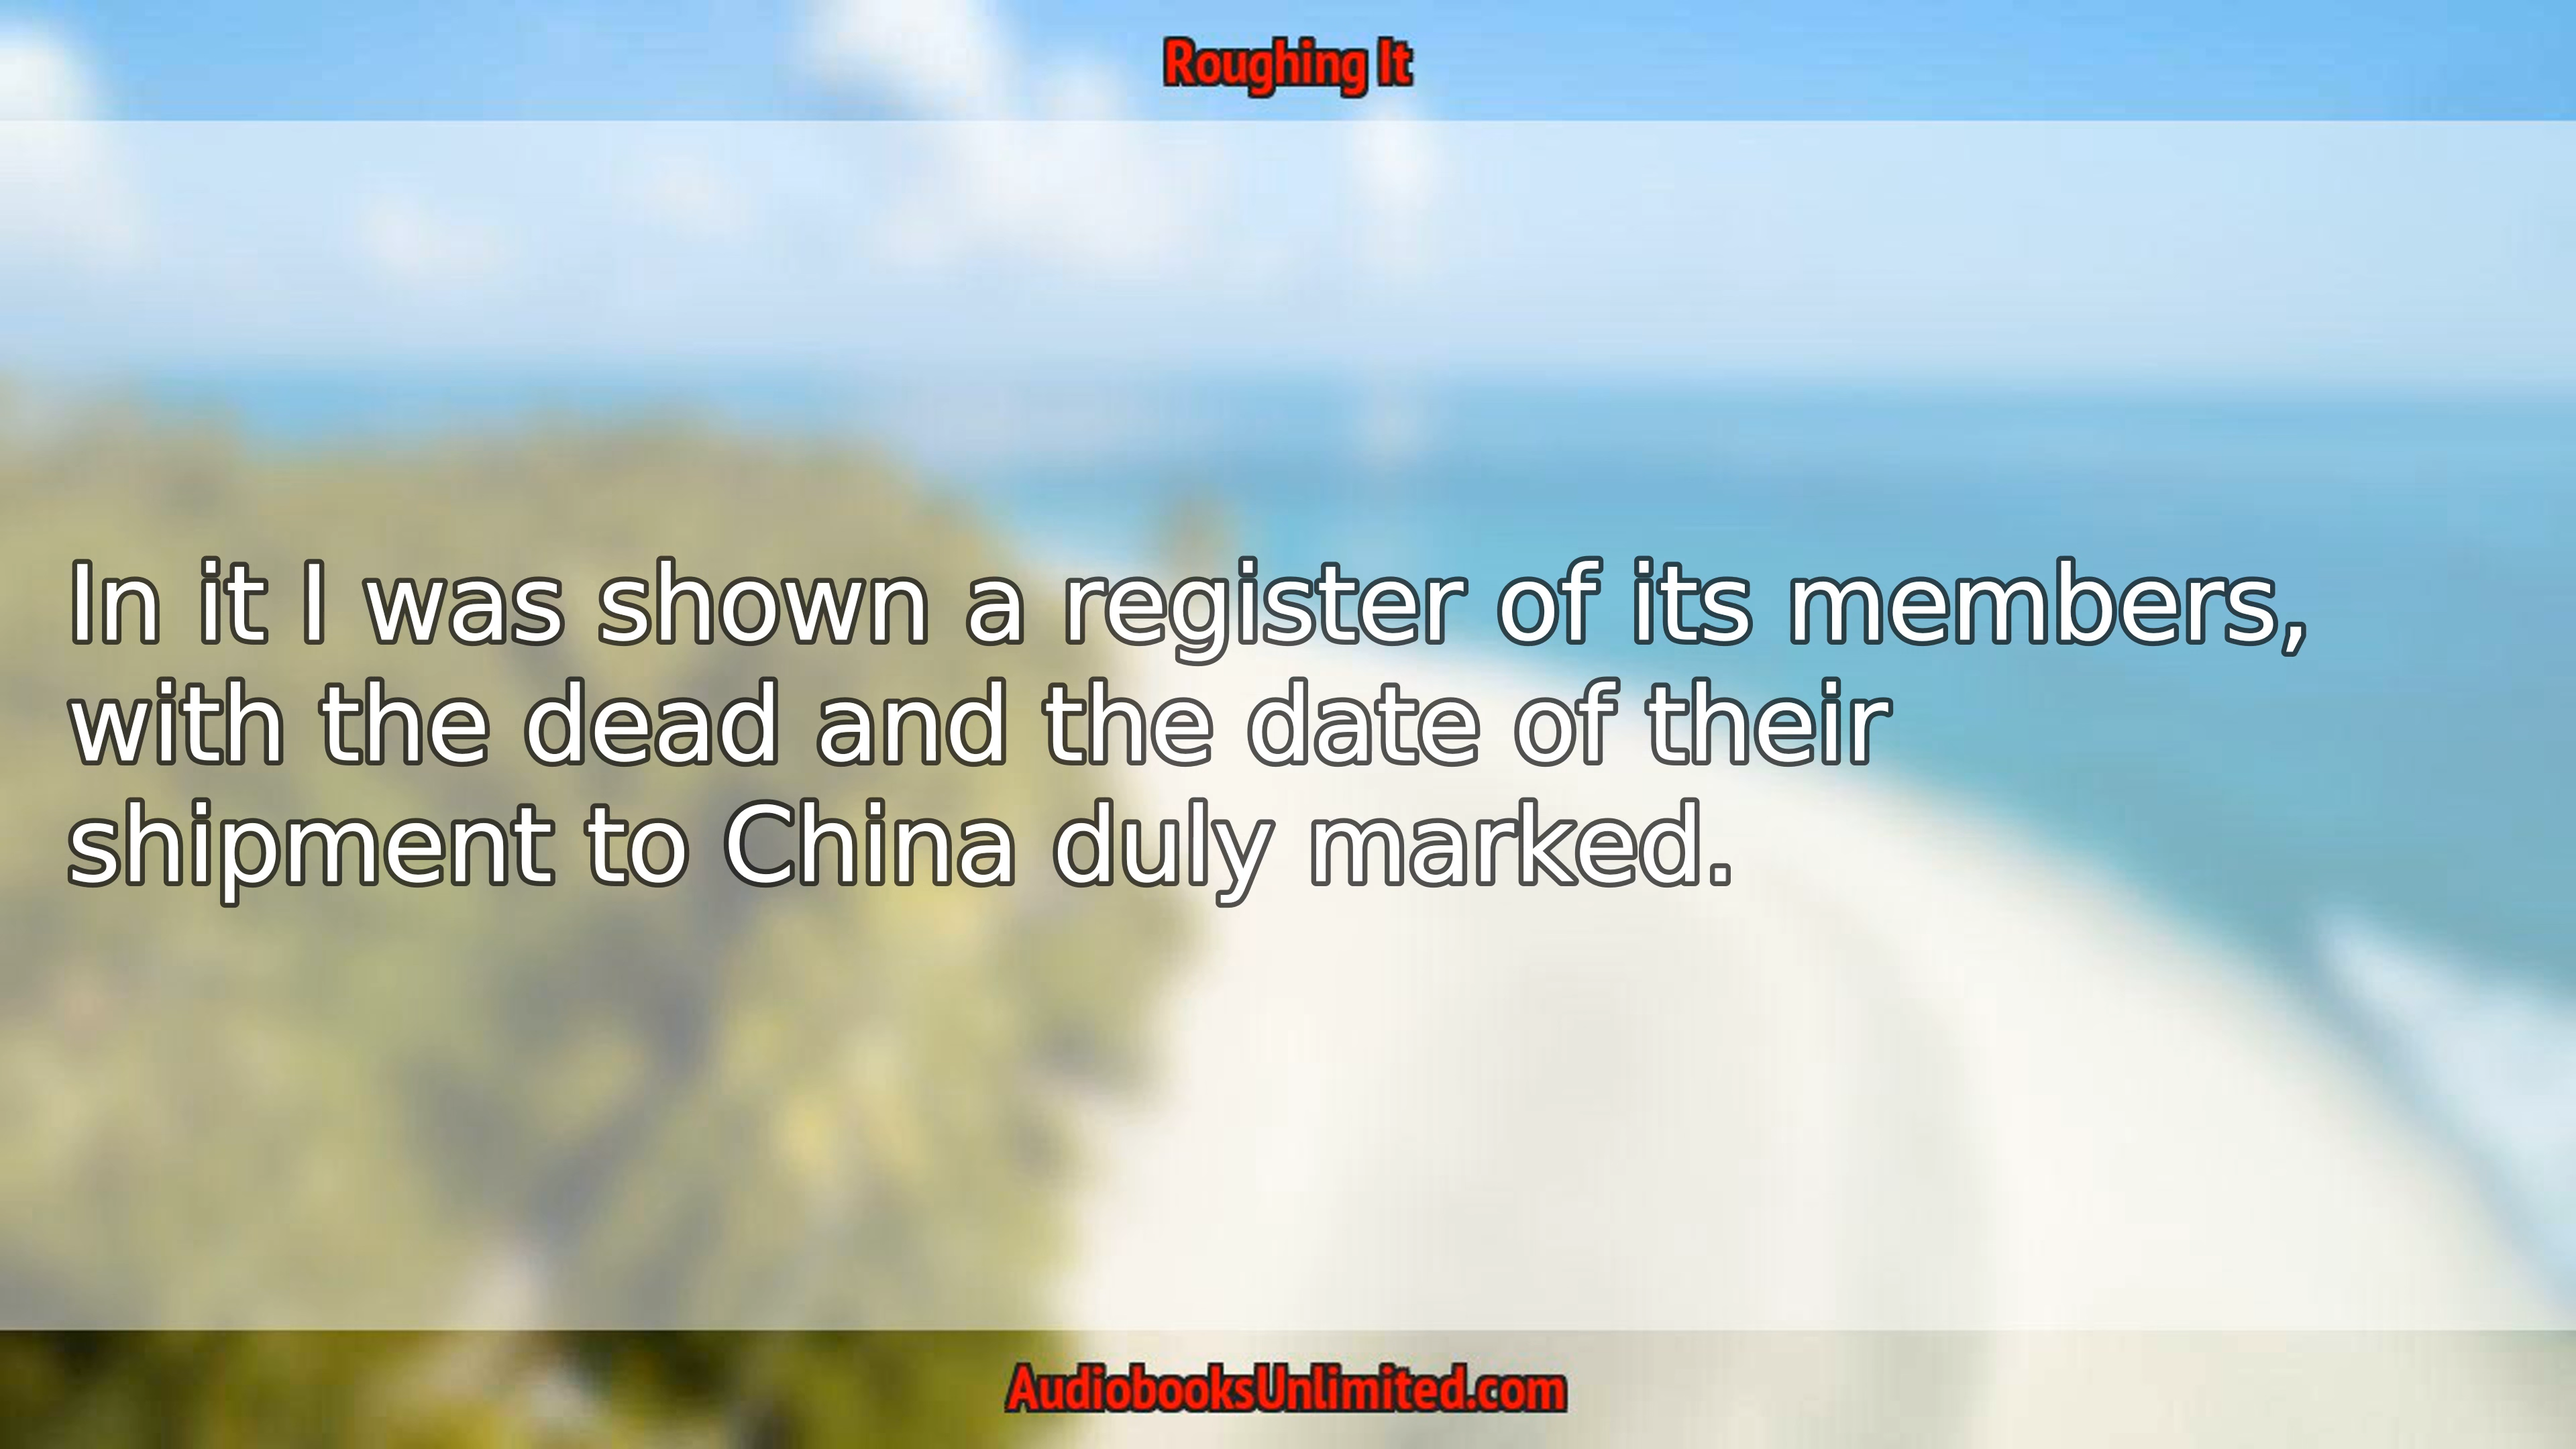 Roughing It
In it I was shown a register of its members,
with the dead and the date of their
shipment to China duly marked.
AudiobooksUnlimited.com